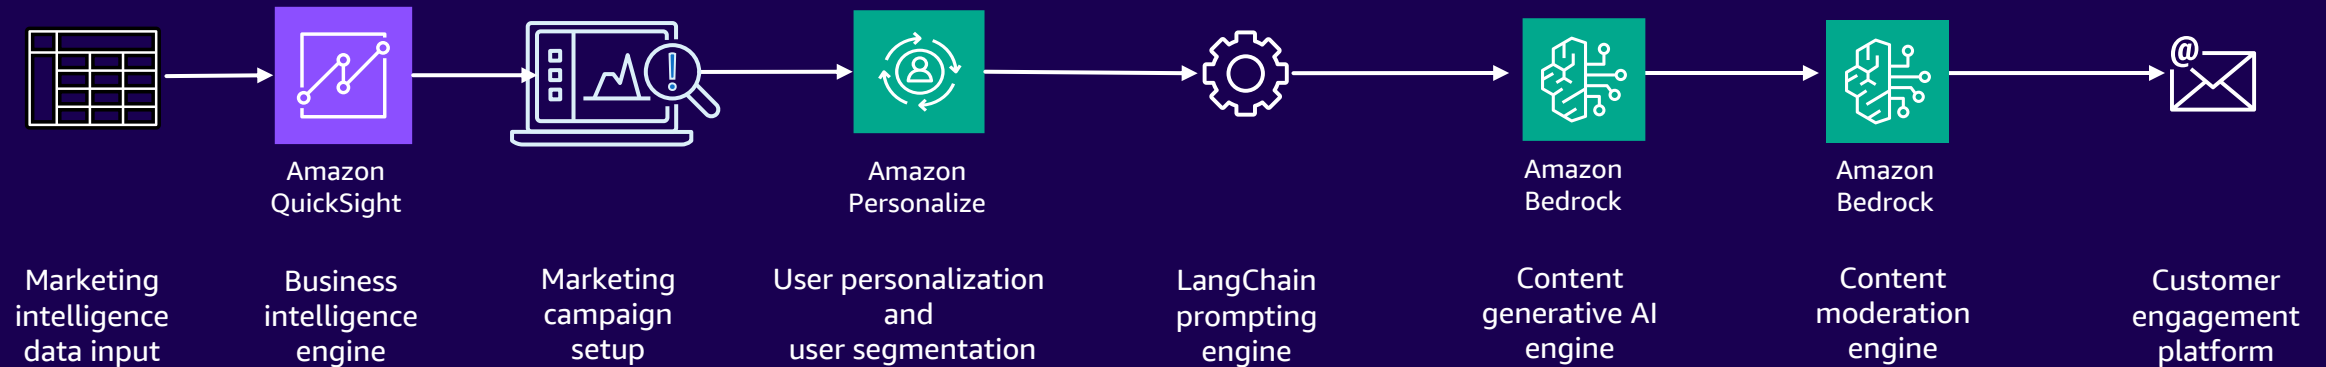 @
Amazon
QuickSight
Amazon
Personalize
Amazon
Bedrock
Amazon
Bedrock
Marketing
intelligence
data input
Business
intelligence
engine
Marketing
campaign
setup
User personalization
and
user segmentation
LangChain
prompting
engine
Content
generative AI
engine
Content
moderation
engine
Customer
engagement
platform